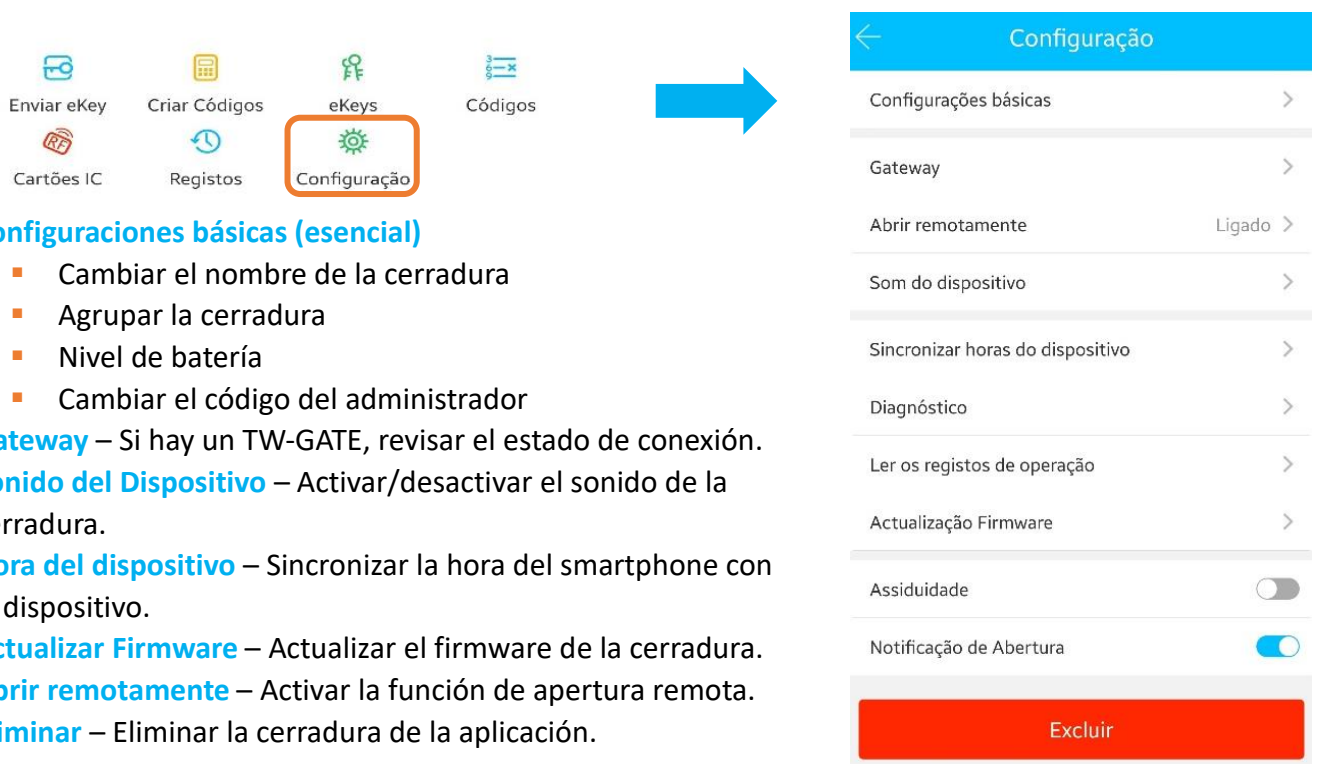 Enviar eKey Criar Códigos eKeys Códigos
Cartões IC Registos Configuração
onfiguraciones básicas (esencial)
Cambiar el nombre de la cerradura
Agrupar la cerradura
Nivel de batería
Cambiar el código del administrador
ateway – Si hay un TW-GATE, revisar el estado de conexión.
onido del Dispositivo – Activar/desactivar el sonido de la
erradura.
ora del dispositivo – Sincronizar la hora del smartphone con
dispositivo.
ctualizar Firmware – Actualizar el firmware de la cerradura.
brir remotamente – Activar la función de apertura remota.
iminar – Eliminar la cerradura de la aplicación.
Configuração
Configurações básicas
Gateway
Abrir remotamente Ligado
Som do dispositivo
Sincronizar horas do dispositivo
Diagnóstico
Ler os registos de operação
Actualização Firmware
Assiduidade
Notificação de Abertura
Excluir